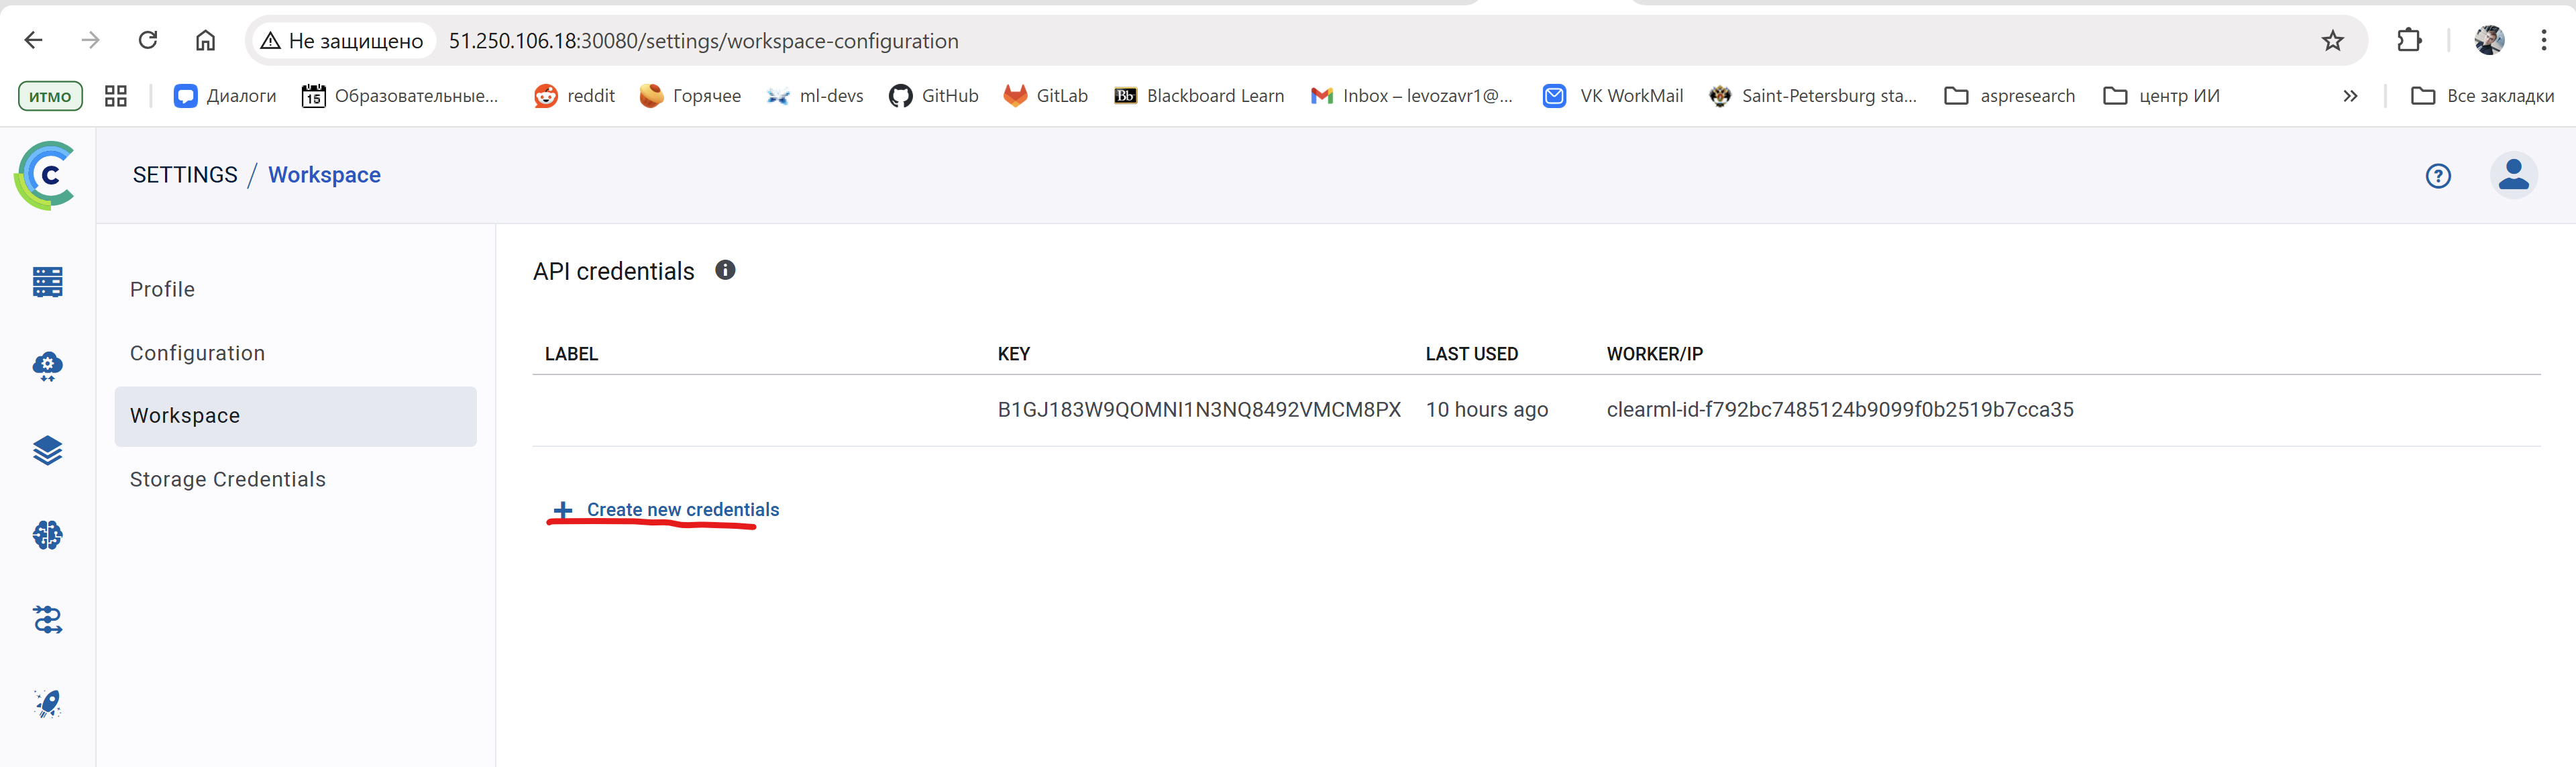 Не защищено 51.250.106.18:30080/settings/workspace-configuration
ИТМО Диалоги 15 Образовательные... reddit Горячее ml-devs GitHub GitLab Bb Blackboard Learn Inbox – levozavr1@... VK WorkMail Saint-Petersburg sta... aspresearch центр ИИ » Все закладки
C SETTINGS / Workspace ?
Profile
Configuration
Workspace
Storage Credentials
API credentials i
LABEL KEY LAST USED WORKER/IP
B1GJ183W9QOMNI1N3NQ8492VMCM8PX 10 hours ago clearml-id-f792bc7485124b9099f0b2519b7cca35
+ Create new credentials